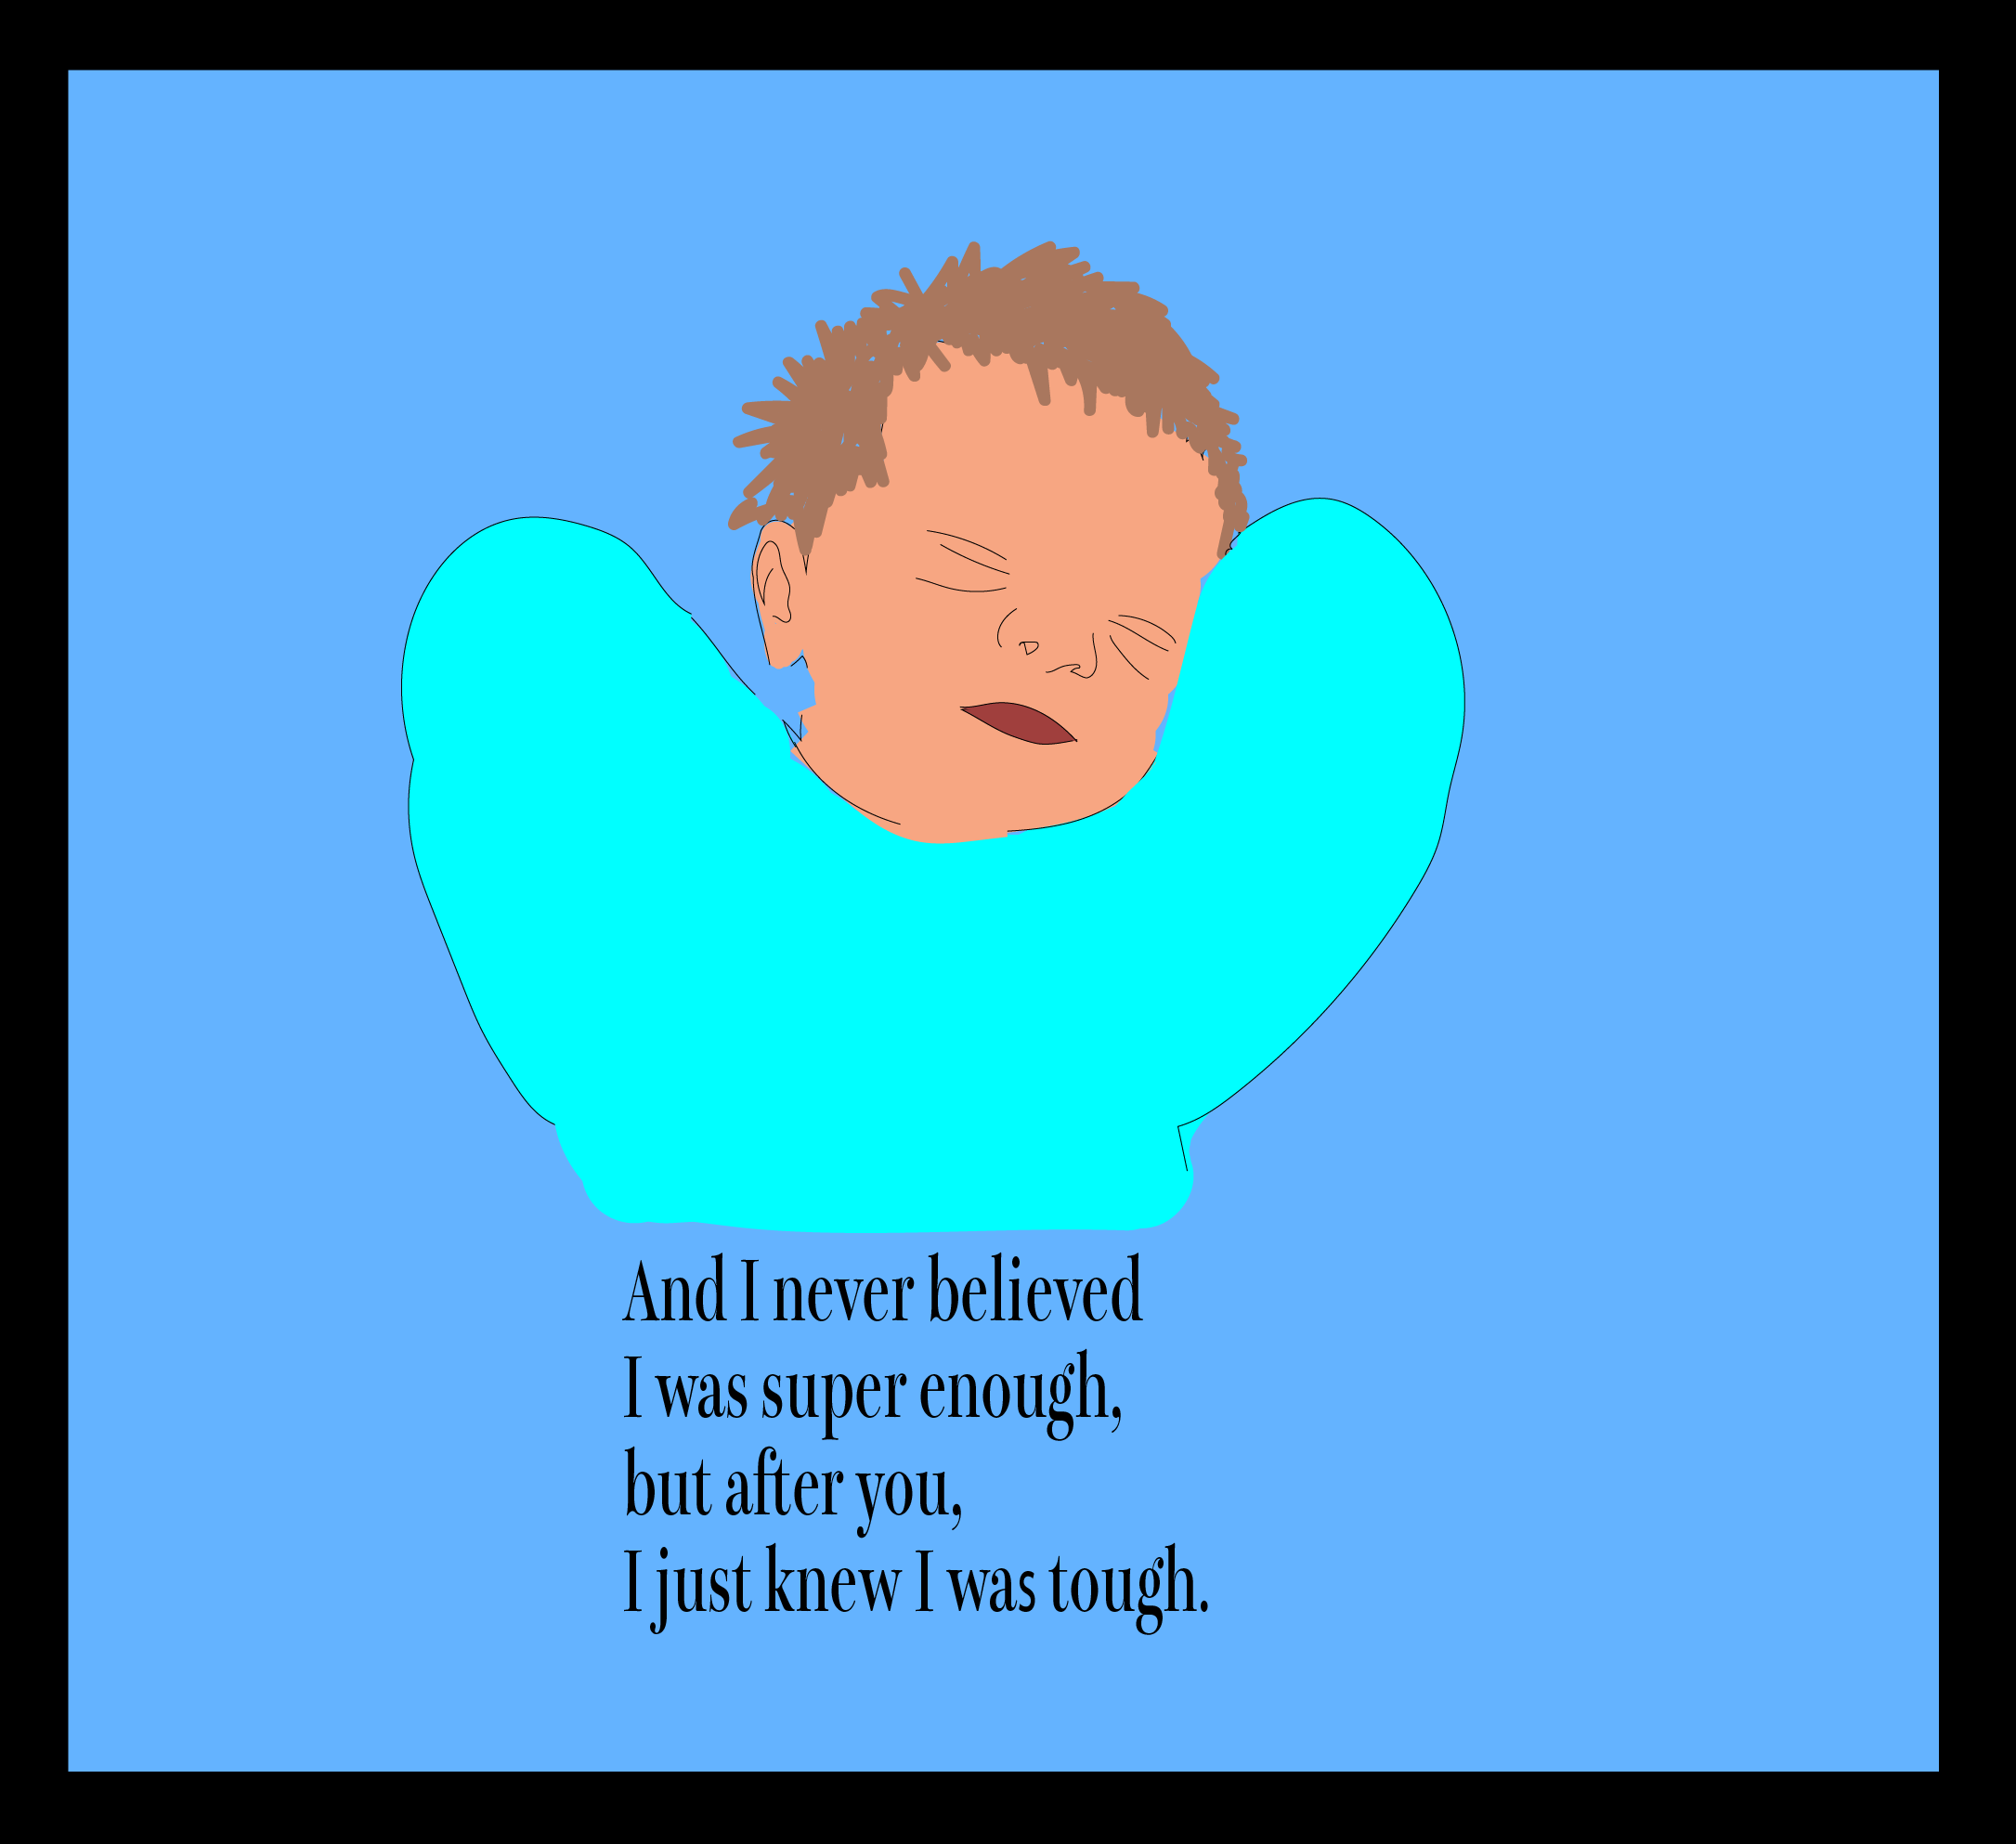 And I never believed
I was super enough,
but after you,
I just knew I was tough.